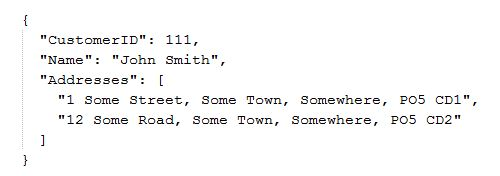 {
"CustomerID": 111,
"Name": "John Smith",
"Addresses": [
"1 Some Street, Some Town, Somewhere, PO5 CD1",
"12 Some Road, Some Town, Somewhere, PO5 CD2"
]
}